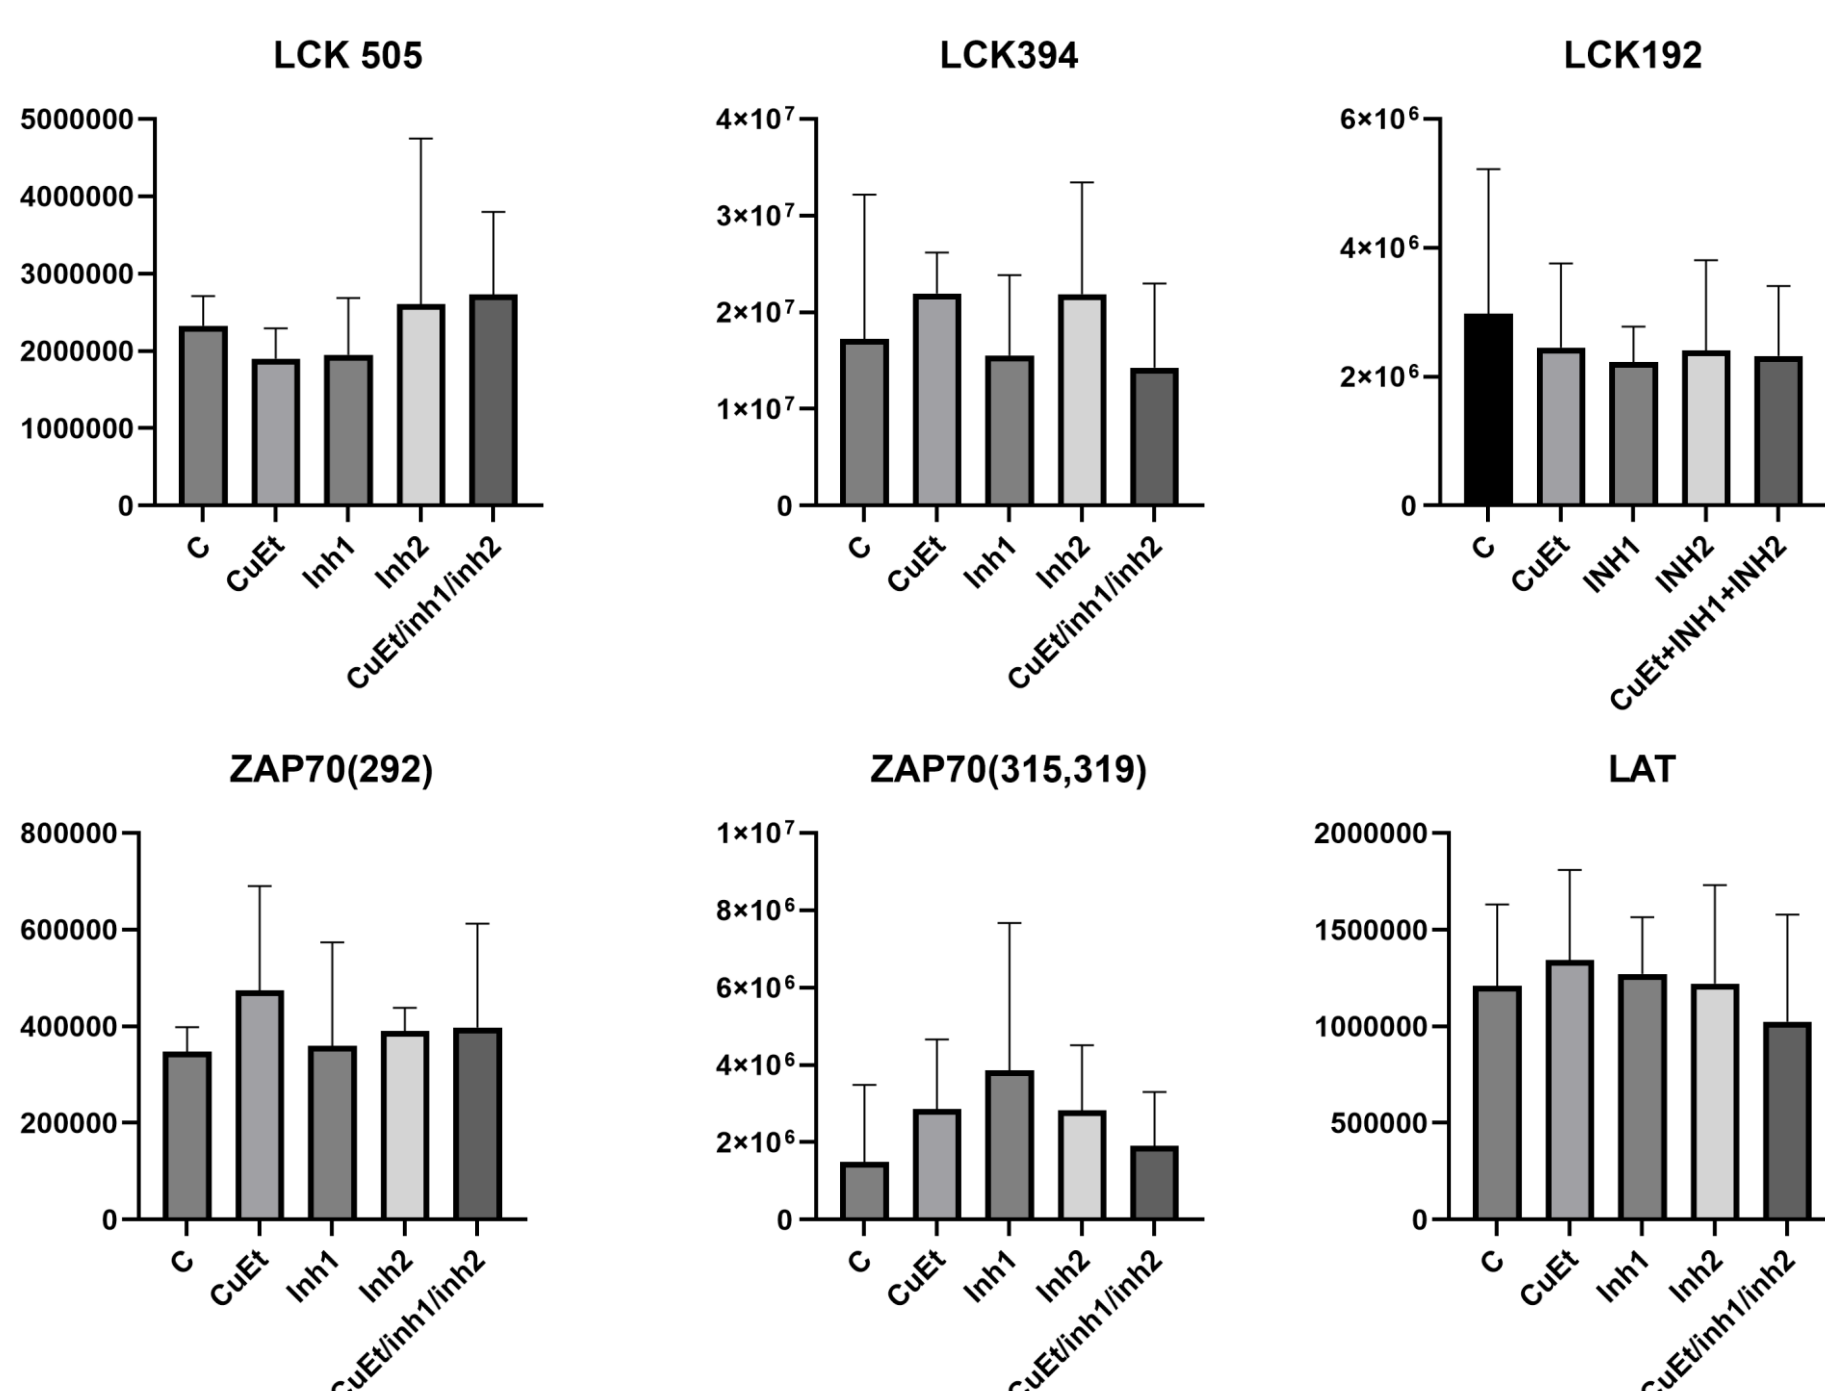 LCK 505
5000000
4000000
3000000
2000000
1000000
0
C
CuEt
Inh1
Inh2
CuEt/inh1/inh2
LCK394
4×10⁷
3×10⁷
2×10⁷
1×10⁷
0
C
CuEt
Inh1
Inh2
CuEt/inh1/inh2
LCK192
6×10⁶
4×10⁶
2×10⁶
0
C
CuEt
INH1
INH2
CuEt+INH1+INH2
ZAP70(292)
800000
600000
400000
200000
0
C
CuEt
Inh1
Inh2
CuEt/inh1/inh2
ZAP70(315,319)
1×10⁷
8×10⁶
6×10⁶
4×10⁶
2×10⁶
0
C
CuEt
Inh1
Inh2
CuEt/inh1/inh2
LAT
2000000
1500000
1000000
500000
0
C
CuEt
Inh1
Inh2
CuEt/inh1/inh2